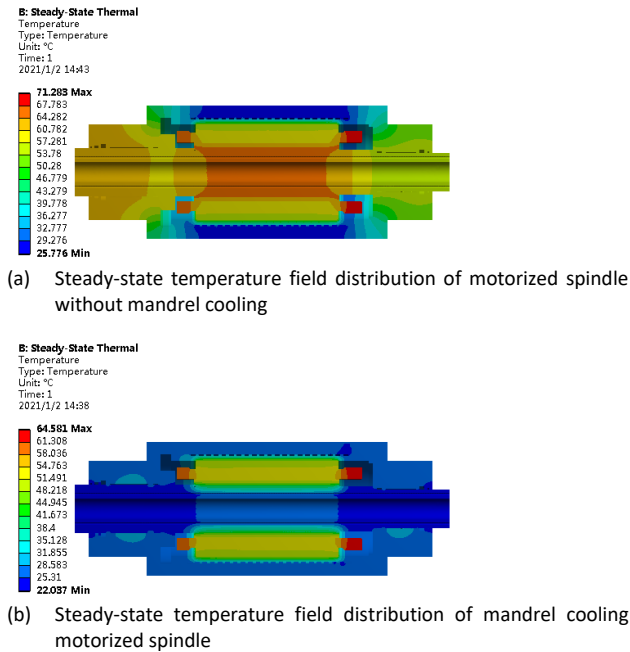 B: Steady-State Thermal
Temperature
Type: Temperature
Unit: °C
Time: 1
2021/1/2 14:43
71.283 Max
67.783
64.282
60.782
57.281
53.78
50.28
46.779
43.279
39.778
36.277
32.777
29.276
25.776 Min
(a) Steady-state temperature field distribution of motorized spindle
without mandrel cooling
B: Steady-State Thermal
Temperature
Type: Temperature
Unit: °C
Time: 1
2021/1/2 14:38
64.581 Max
61.308
58.036
54.763
51.491
48.218
44.945
41.673
38.4
35.128
31.855
28.583
25.31
22.037 Min
(b) Steady-state temperature field distribution of mandrel cooling
motorized spindle